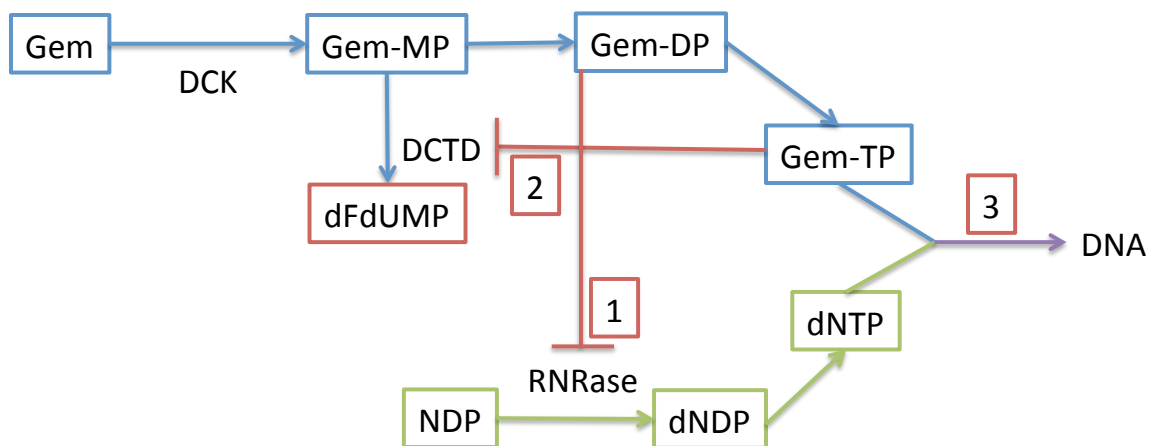 Gem
Gem-MP
Gem-DP
DCK
DCTD
Gem-TP
2
dFdUMP
3
DNA
1
dNTP
RNRase
NDP
dNDP